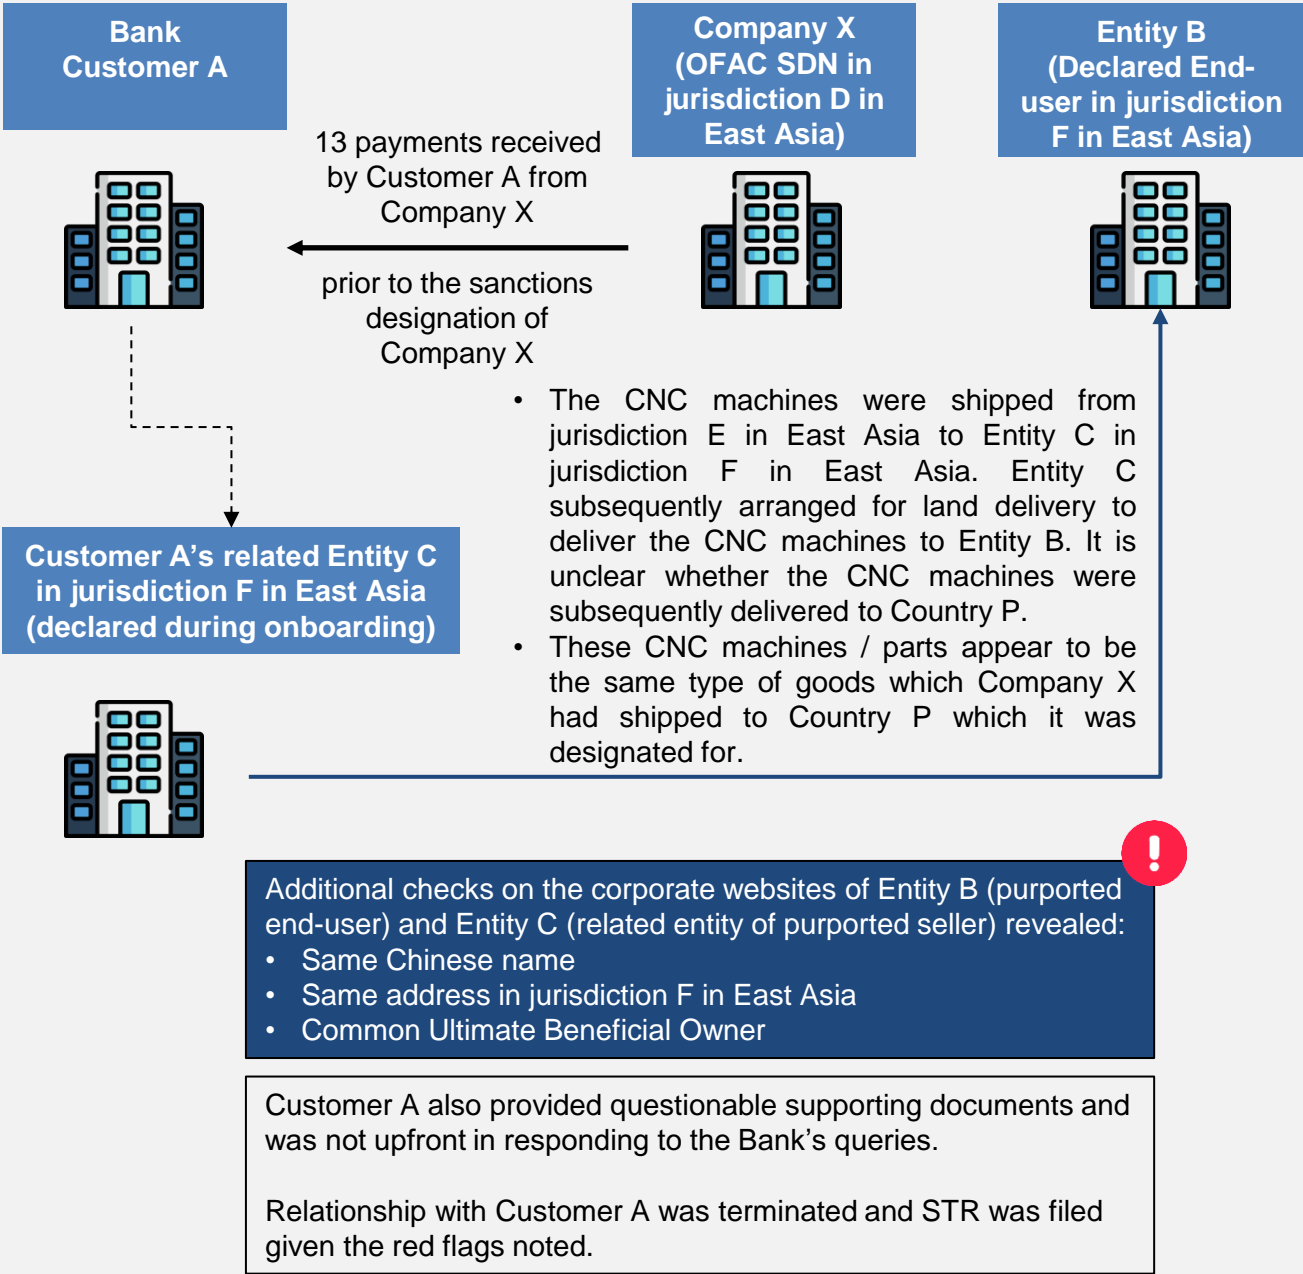 Bank
Customer A
Company X
(OFAC SDN in
jurisdiction D in
East Asia)
Entity B
(Declared End-
user in jurisdiction
F in East Asia)
13 payments received
by Customer A from
Company X
prior to the sanctions
designation of
Company X
• The CNC machines were shipped from
jurisdiction E in East Asia to Entity C in
jurisdiction F in East Asia. Entity C
subsequently arranged for land delivery to
deliver the CNC machines to Entity B. It is
unclear whether the CNC machines were
subsequently delivered to Country P.
• These CNC machines / parts appear to be
the same type of goods which Company X
had shipped to Country P which it was
designated for.
Customer A's related Entity C
in jurisdiction F in East Asia
(declared during onboarding)
Additional checks on the corporate websites of Entity B (purported
end-user) and Entity C (related entity of purported seller) revealed:
• Same Chinese name
• Same address in jurisdiction F in East Asia
• Common Ultimate Beneficial Owner
Customer A also provided questionable supporting documents and
was not upfront in responding to the Bank's queries.
Relationship with Customer A was terminated and STR was filed
given the red flags noted.